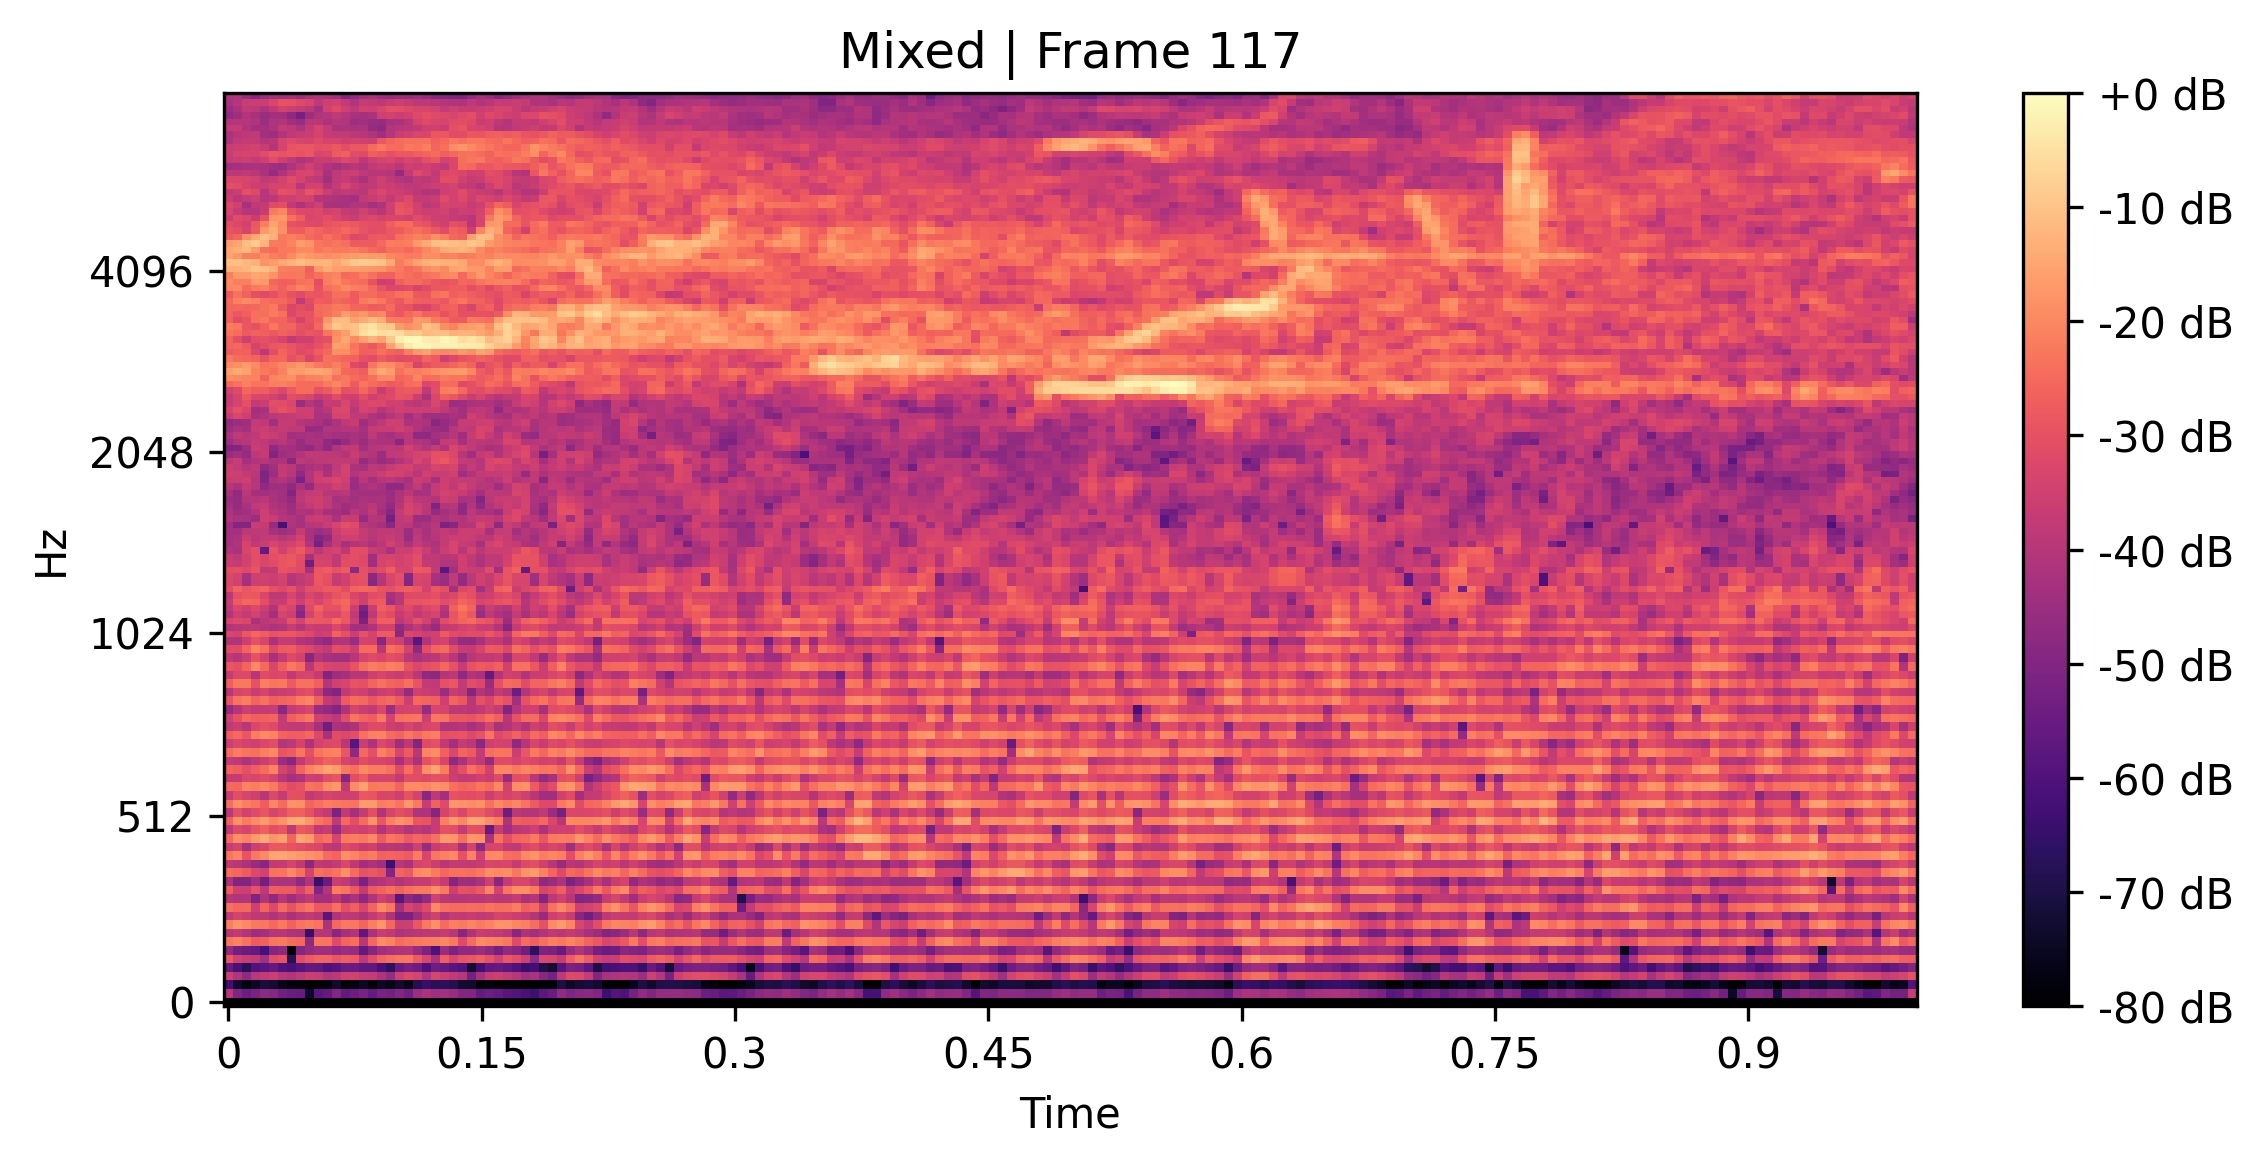 Mixed | Frame 117
Hz
4096
2048
1024
512
0
0 0.15 0.3 0.45 0.6 0.75 0.9
Time
+0 dB
-10 dB
-20 dB
-30 dB
-40 dB
-50 dB
-60 dB
-70 dB
-80 dB